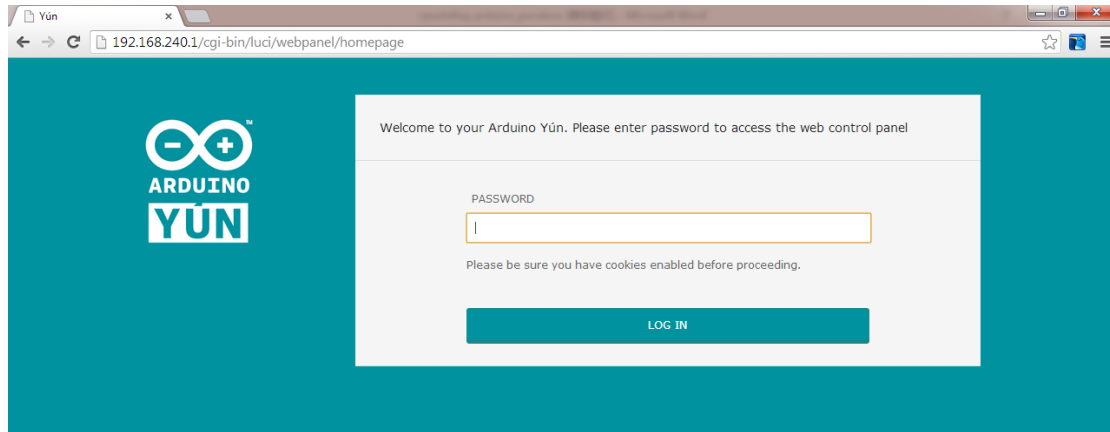 Yún
192.168.240.1/cgi-bin/luci/webpanel/homepage
Welcome to your Arduino Yún. Please enter password to access the web control panel
ARDUINO
YÚN
™
PASSWORD
Please be sure you have cookies enabled before proceeding.
LOG IN